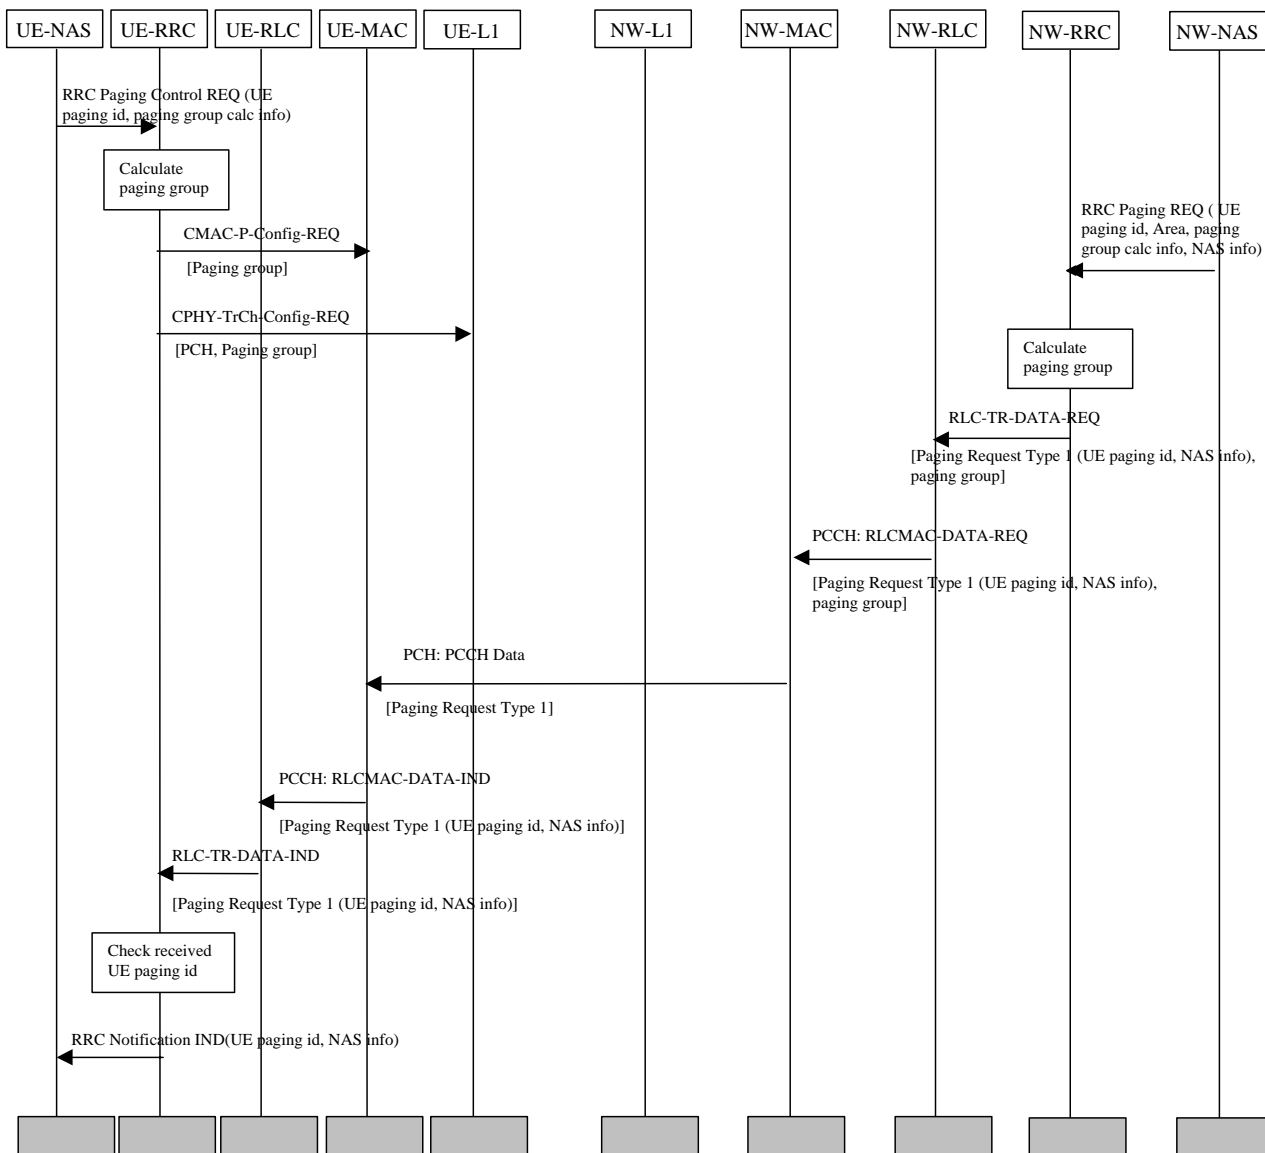 UE-NAS
UE-RRC
UE-RLC
UE-MAC
UE-L1
NW-L1
NW-MAC
NW-RLC
NW-RRC
NW-NAS
RRC Paging Control REQ (UE
paging id, paging group calc info)
Calculate
paging group
RRC Paging REQ ( UE
paging id, Area, paging
group calc info, NAS info)
CMAC-P-Config-REQ
[Paging group]
CPHY-TrCh-Config-REQ
[PCH, Paging group]
Calculate
paging group
RLC-TR-DATA-REQ
[Paging Request Type 1 (UE paging id, NAS info),
paging group]
PCCH: RLCMAC-DATA-REQ
[Paging Request Type 1 (UE paging id, NAS info),
paging group]
PCH: PCCH Data
[Paging Request Type 1]
PCCH: RLCMAC-DATA-IND
[Paging Request Type 1 (UE paging id, NAS info)]
RLC-TR-DATA-IND
[Paging Request Type 1 (UE paging id, NAS info)]
Check received
UE paging id
RRC Notification IND(UE paging id, NAS info)